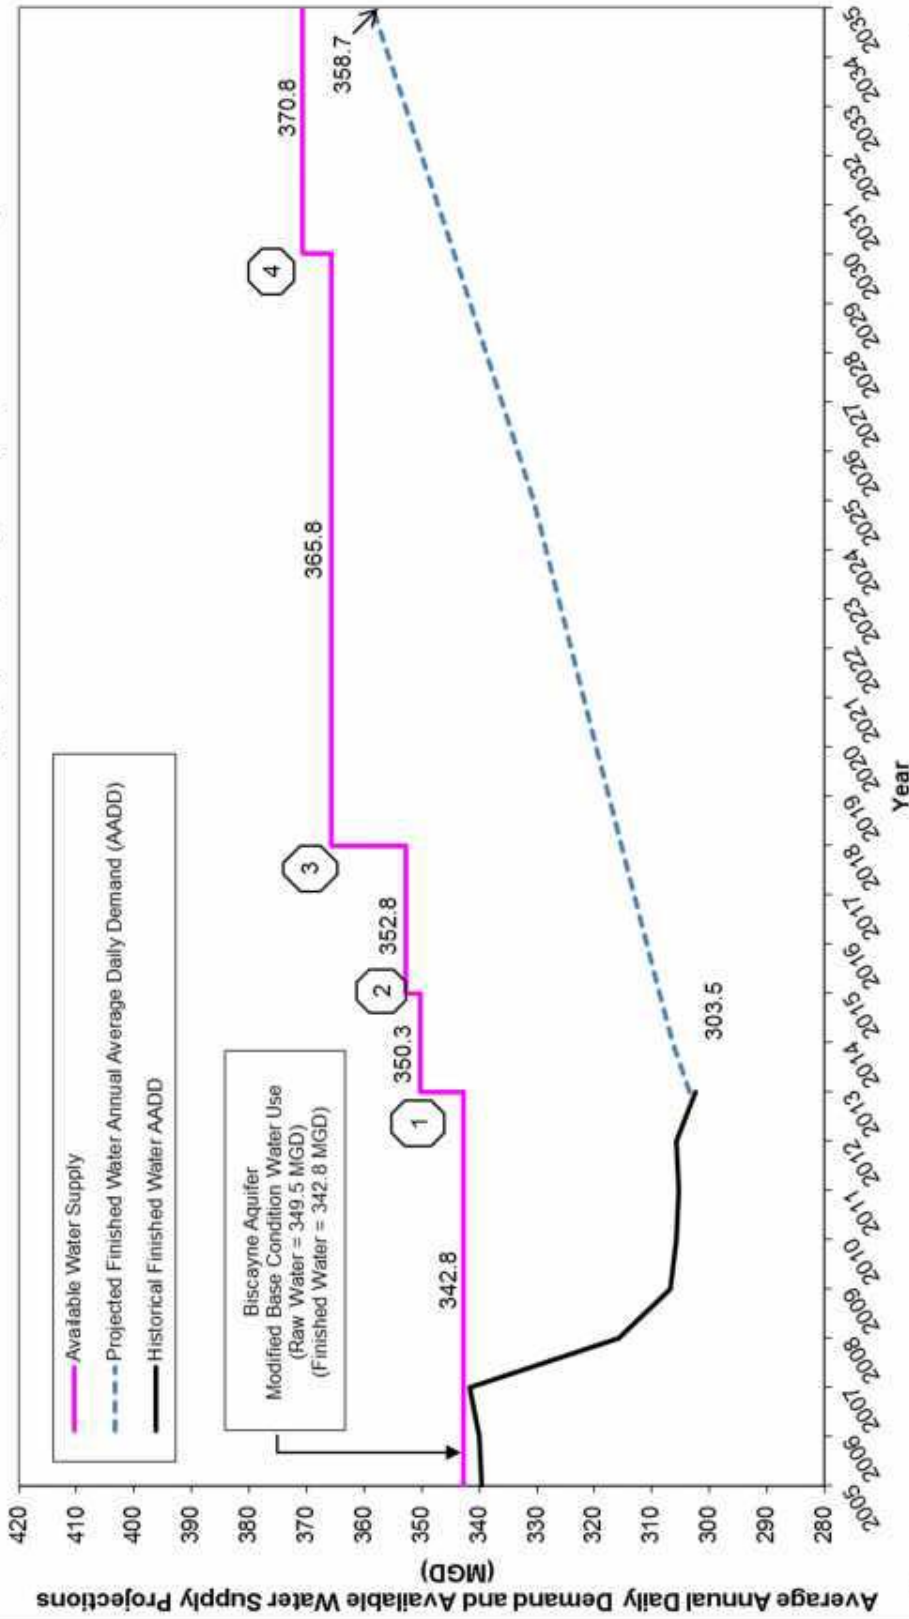 Average Annual Daily Demand and Available Water Supply Projections
(MGD)
420
410
400
390
380
370
360
350
340
330
320
310
300
290
280
Available Water Supply
Projected Finished Water Annual Average Daily Demand (AADD)
Historical Finished Water AADD
Biscayne Aquifer
Modified Base Condition Water Use
(Raw Water = 349.5 MGD)
(Finished Water = 342.8 MGD)
342.8
1
350.3
2
352.8
3
365.8
4
370.8
358.7
303.5
2005 2006 2007 2008 2009 2010 2011 2012 2013 2014 2015 2016 2017 2018 2019 2020 2021 2022 2023 2024 2025 2026 2027 2028 2029 2030 2031 2032 2033 2034 2035
Year